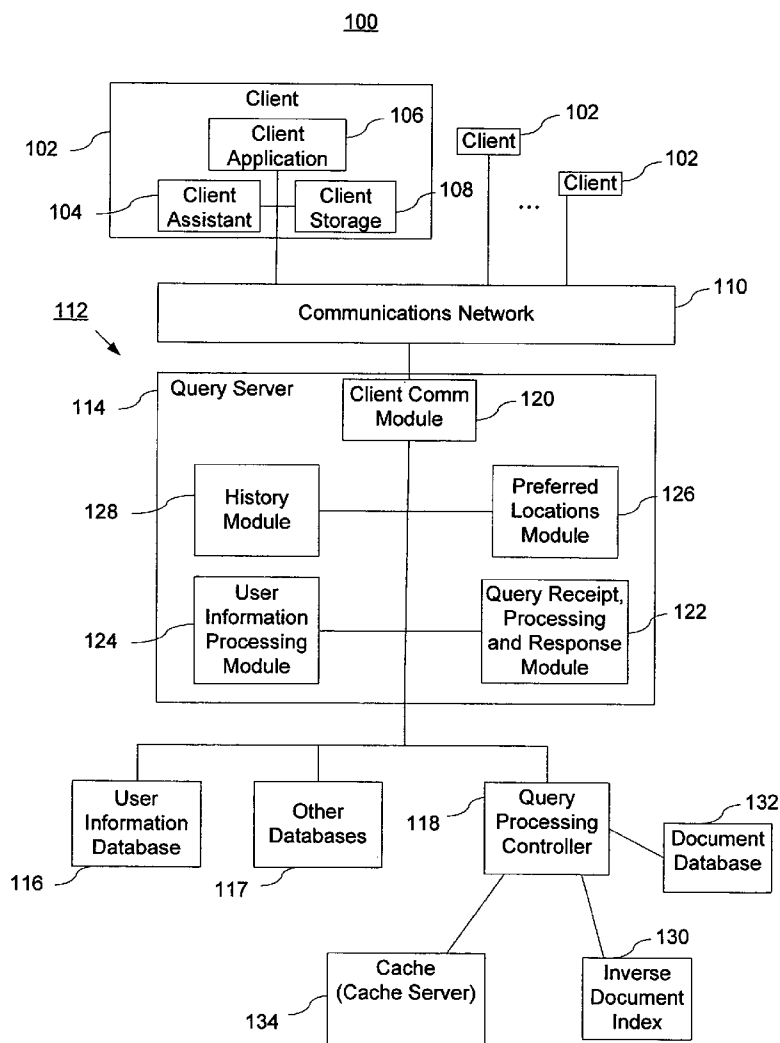 100
Client
102
Client
Application
106
104
Client
Assistant
Client
Storage
108
Client
102
Client
102
...
Communications Network
110
112
114
Query Server
Client Comm
Module
120
128
History
Module
Preferred
Locations
Module
126
124
User
Information
Processing
Module
Query Receipt,
Processing
and Response
Module
122
User
Information
Database
116
Other
Databases
117
118
Query
Processing
Controller
132
Document
Database
134
Cache
(Cache Server)
130
Inverse
Document
Index